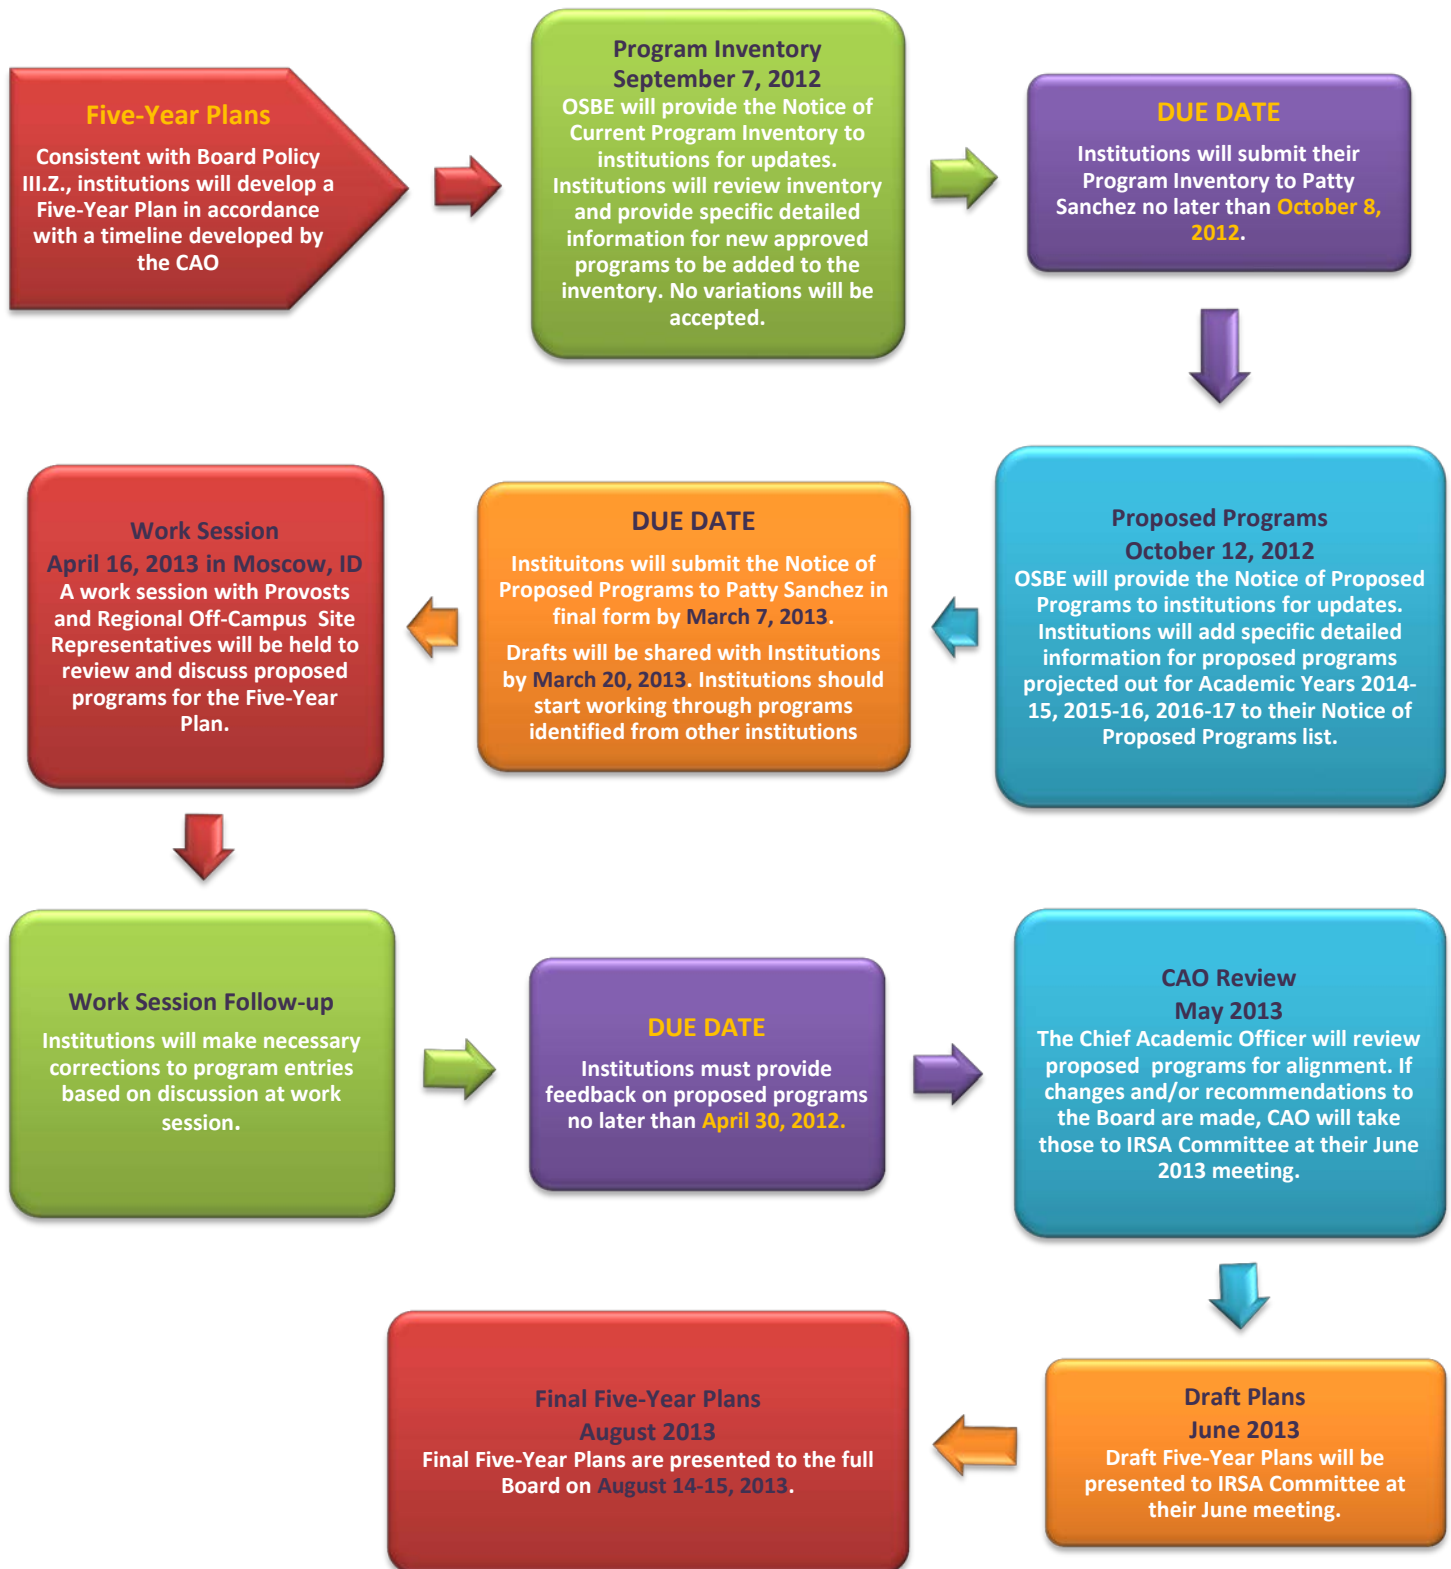 Five-Year Plans
Consistent with Board Policy
III.Z., institutions will develop a
Five-Year Plan in accordance
with a timeline developed by
the CAO
Program Inventory
September 7, 2012
OSBE will provide the Notice of
Current Program Inventory to
institutions for updates.
Institutions will review inventory
and provide specific detailed
information for new approved
programs to be added to the
inventory. No variations will be
accepted.
DUE DATE
Institutions will submit their
Program Inventory to Patty
Sanchez no later than October 8,
2012.
Proposed Programs
October 12, 2012
OSBE will provide the Notice of Proposed
Programs to institutions for updates.
Institutions will add specific detailed
information for proposed programs
projected out for Academic Years 2014-
15, 2015-16, 2016-17 to their Notice of
Proposed Programs list.
DUE DATE
Instituitons will submit the Notice of
Proposed Programs to Patty Sanchez in
final form by March 7, 2013.
Drafts will be shared with Institutions
by March 20, 2013. Institutions should
start working through programs
identified from other institutions
Work Session
April 16, 2013 in Moscow, ID
A work session with Provosts
and Regional Off-Campus Site
Representatives will be held to
review and discuss proposed
programs for the Five-Year
Plan.
Work Session Follow-up
Institutions will make necessary
corrections to program entries
based on discussion at work
session.
DUE DATE
Institutions must provide
feedback on proposed programs
no later than April 30, 2012.
CAO Review
May 2013
The Chief Academic Officer will review
proposed programs for alignment. If
changes and/or recommendations to
the Board are made, CAO will take
those to IRSA Committee at their June
2013 meeting.
Draft Plans
June 2013
Draft Five-Year Plans will be
presented to IRSA Committee at
their June meeting.
Final Five-Year Plans
August 2013
Final Five-Year Plans are presented to the full
Board on August 14-15, 2013.